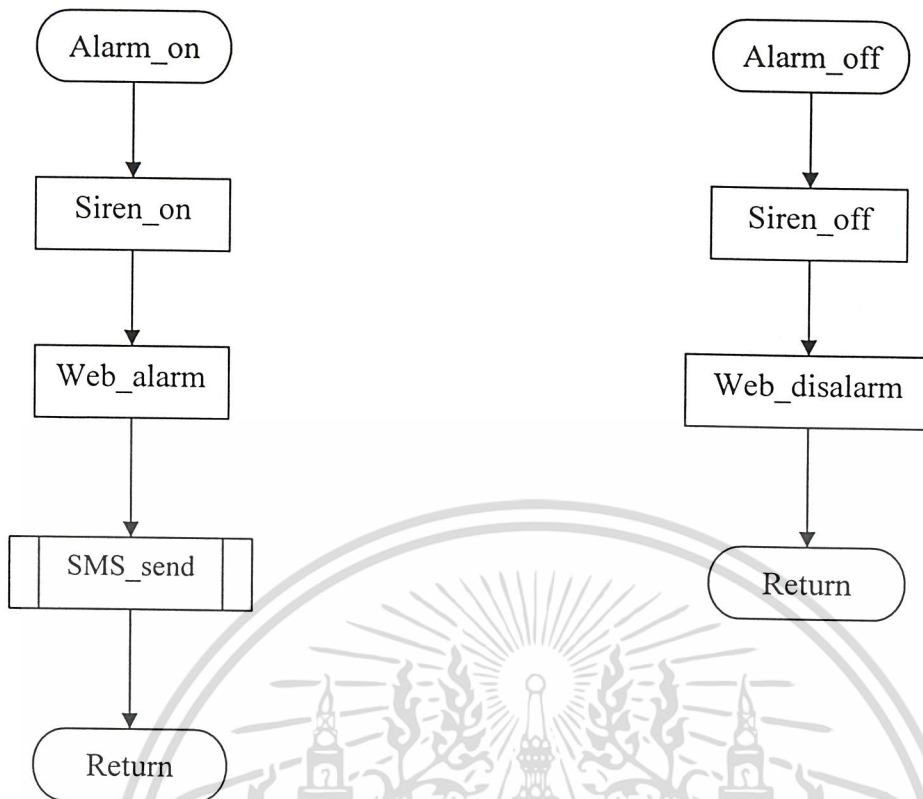 Alarm_on
Siren_on
Web_alarm
SMS_send
Return
Alarm_off
Siren_off
Web_disalarm
Return